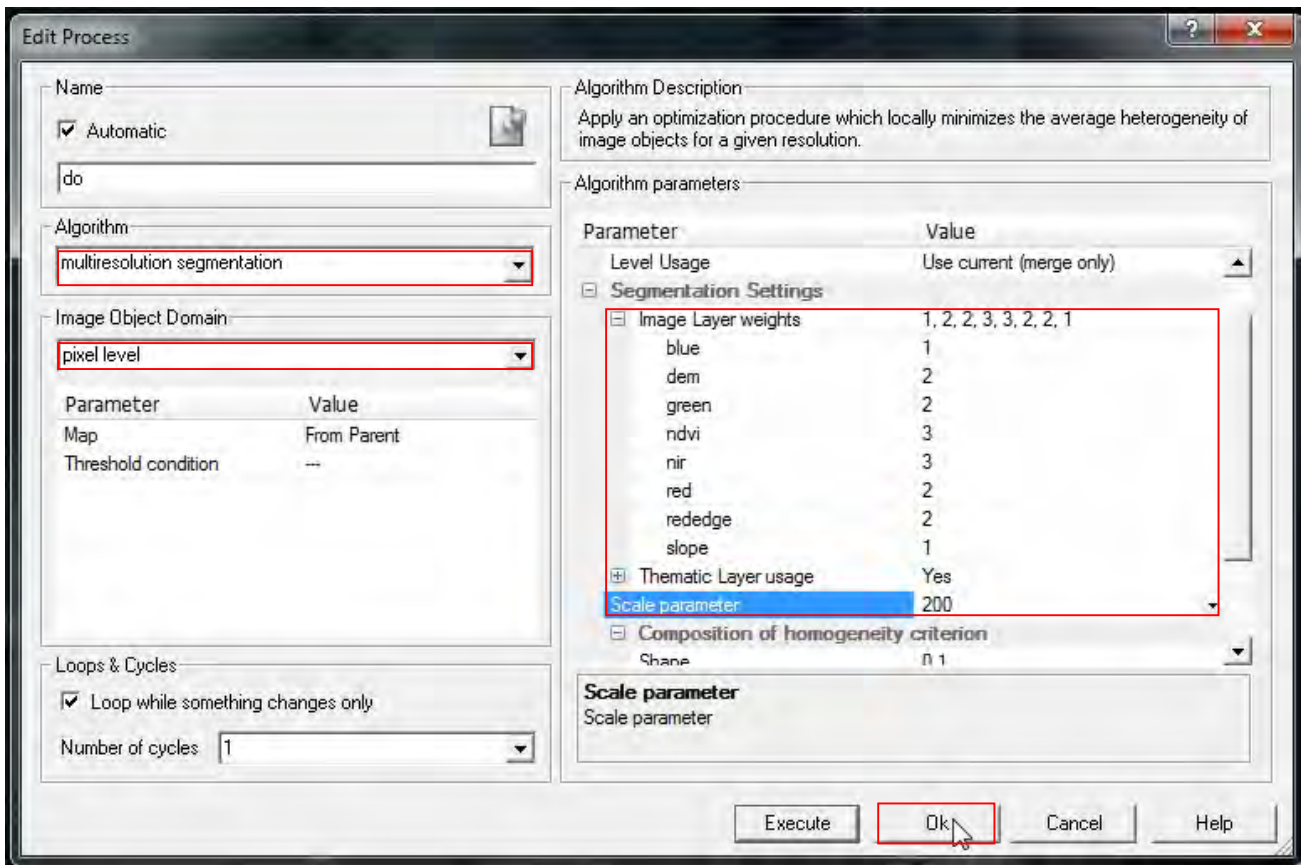 Edit Process
?
Name
Automatic
do
Algorithm
multiresolution segmentation
Image Object Domain
pixel level
Parameter Value
Map From Parent
Threshold condition ---
Loops & Cycles
Loop while something changes only
Number of cycles 1
Algorithm Description
Apply an optimization procedure which locally minimizes the average heterogeneity of
image objects for a given resolution.
Algorithm parameters
Parameter Value
Level Usage Use current (merge only)
Segmentation Settings
Image Layer weights 1, 2, 2, 3, 3, 2, 2, 1
blue 1
dem 2
green 2
ndvi 3
nir 3
red 2
rededge 2
slope 1
Thematic Layer usage Yes
Scale parameter 200
Composition of homogeneity criterion
Shape 0.1
Scale parameter
Scale parameter
Execute Ok Cancel Help